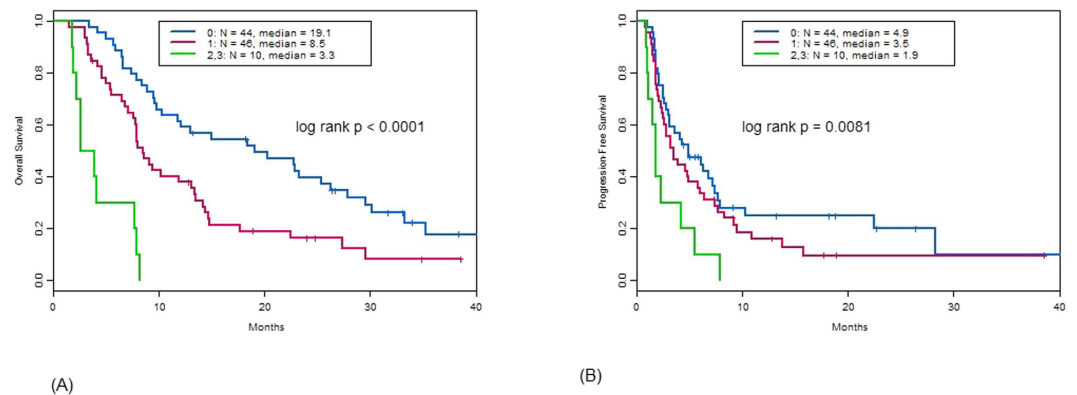 0: N = 44, median = 19.1
1: N = 46, median = 8.5
2,3: N = 10, median = 3.3
log rank p < 0.0001
Overall Survival
0.0 0.2 0.4 0.6 0.8 1.0
0 10 20 30 40
Months
(A)
0: N = 44, median = 4.9
1: N = 46, median = 3.5
2,3: N = 10, median = 1.9
log rank p = 0.0081
Progression-Free Survival
0.0 0.2 0.4 0.6 0.8 1.0
0 10 20 30 40
Months
(B)